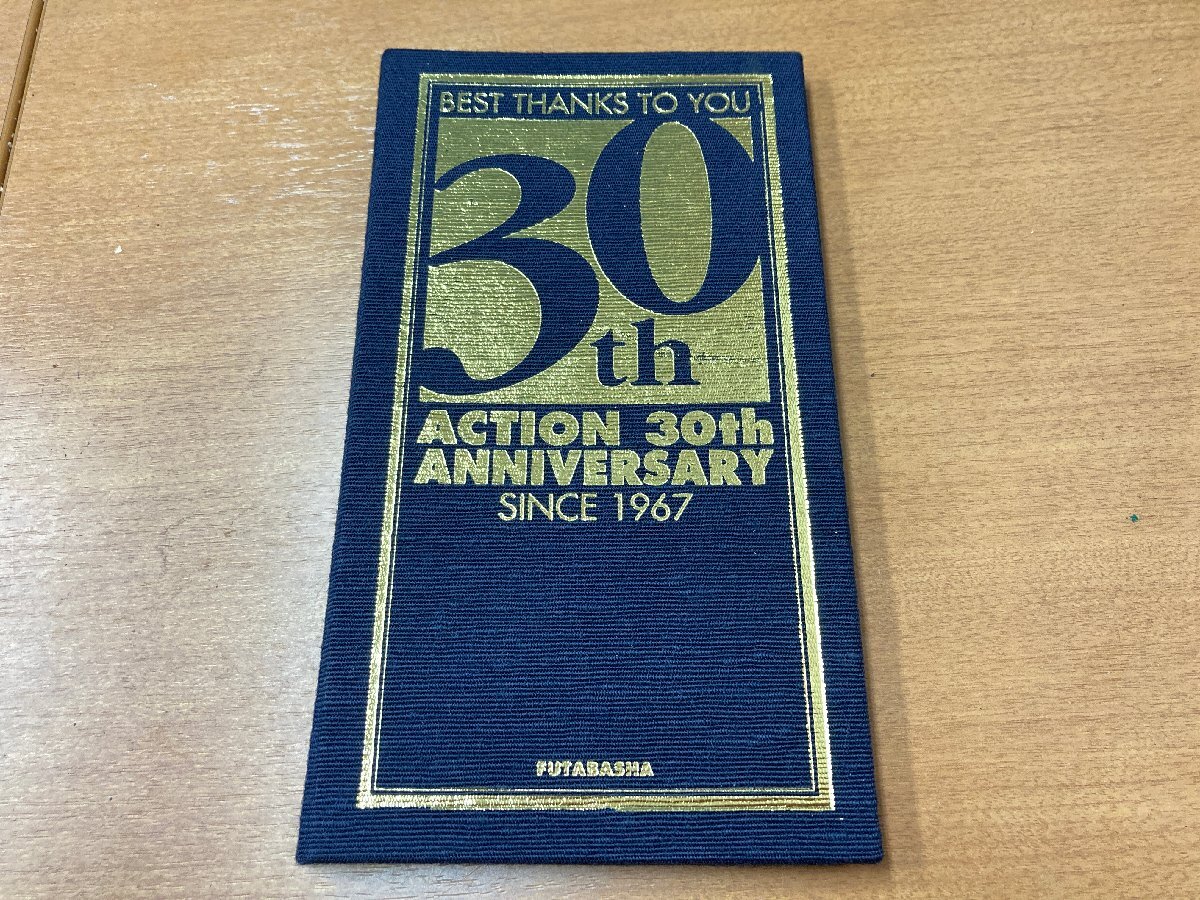 BEST THANKS TO YOU
30th
ACTION 30th
ANNIVERSARY
SINCE 1967
FUTABASHA